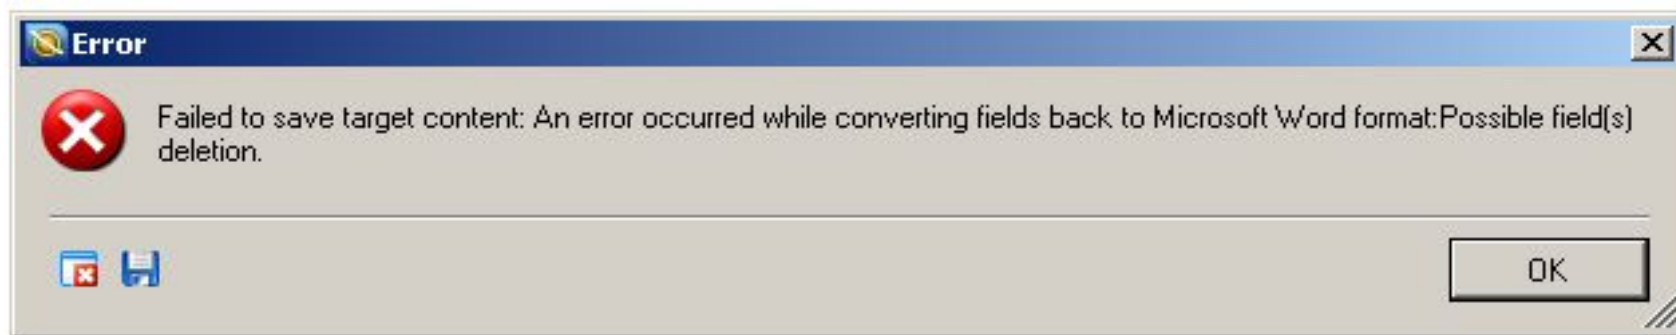 Error
Failed to save target content: An error occurred while converting fields back to Microsoft Word format:Possible field(s)
deletion.
OK